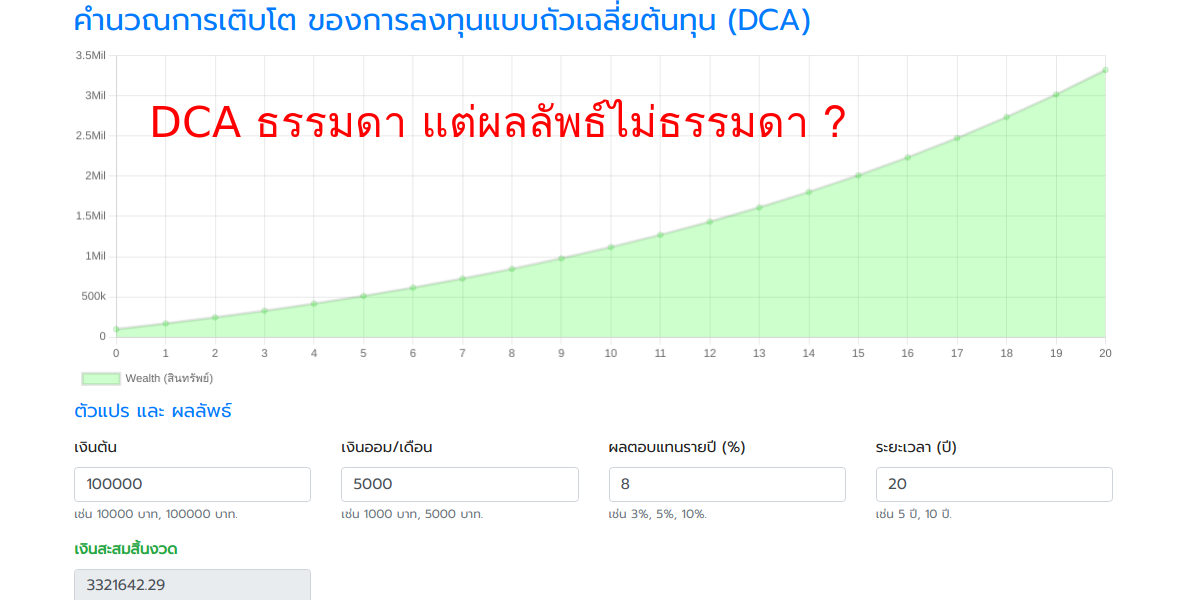 คำนวณการเติบโต ของการลงทุนแบบถัวเฉลี่ยต้นทุน (DCA)
3.5Mil
3Mil
DCA ธรรมดา แต่ผลลัพธ์ไม่ธรรมดา ?
2.5Mil
2Mil
1.5Mil
1Mil
500k
0
0 1 2 3 4 5 6 7 8 9 10 11 12 13 14 15 16 17 18 19 20
Wealth (สินทรัพย์)
ตัวแปร และ ผลลัพธ์
เงินต้น เงินออม/เดือน ผลตอบแทนรายปี (%) ระยะเวลา (ปี)
100000 5000 8 20
เช่น 10000 บาท, 100000 บาท. เช่น 1000 บาท, 5000 บาท. เช่น 3%, 5%, 10%. เช่น 5 ปี, 10 ปี.
เงินสะสมสิ้นงวด
3321642.29